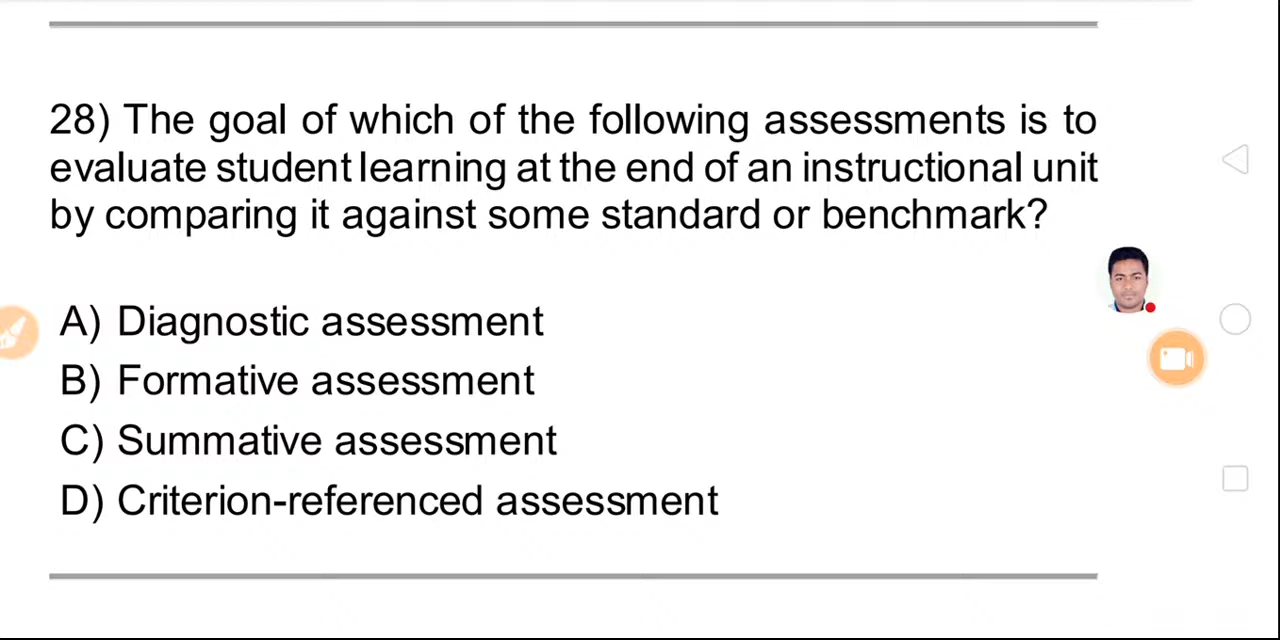 28) The goal of which of the following assessments is to
evaluate student learning at the end of an instructional unit
by comparing it against some standard or benchmark?
A) Diagnostic assessment
B) Formative assessment
C) Summative assessment
D) Criterion-referenced assessment